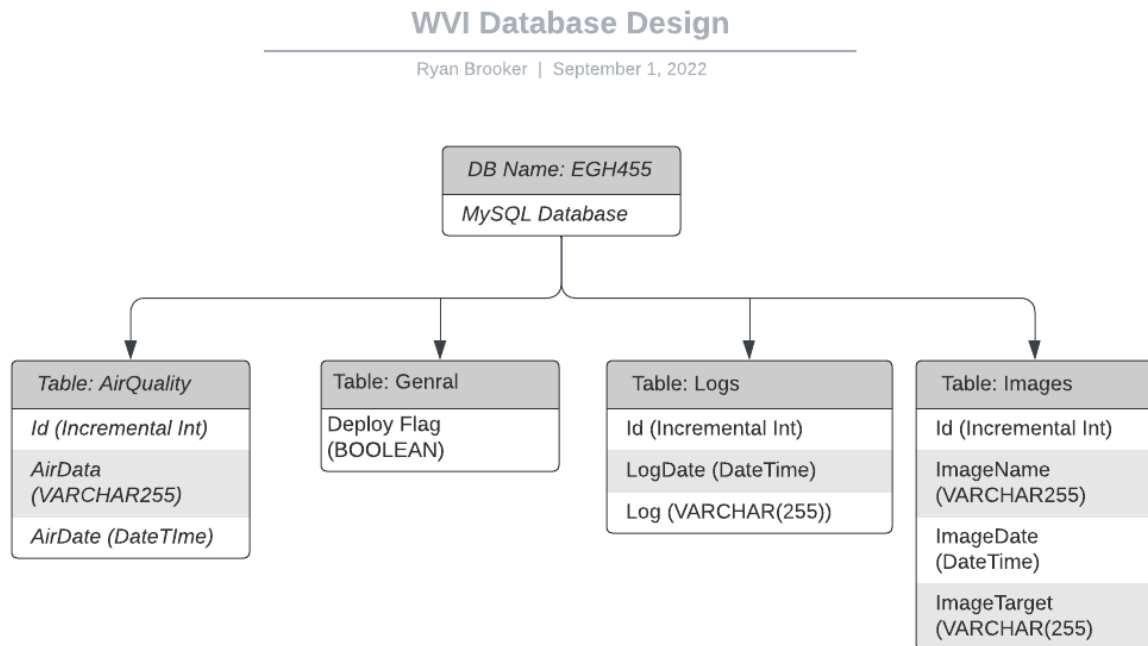 WVI Database Design
Ryan Brooker | September 1, 2022
DB Name: EGH455
MySQL Database
Table: AirQuality
Id (Incremental Int)
AirData
(VARCHAR255)
AirDate (DateTIme)
Table: Genral
Deploy Flag
(BOOLEAN)
Table: Logs
Id (Incremental Int)
LogDate (DateTime)
Log (VARCHAR(255))
Table: Images
Id (Incremental Int)
ImageName
(VARCHAR255)
ImageDate
(DateTime)
ImageTarget
(VARCHAR(255)